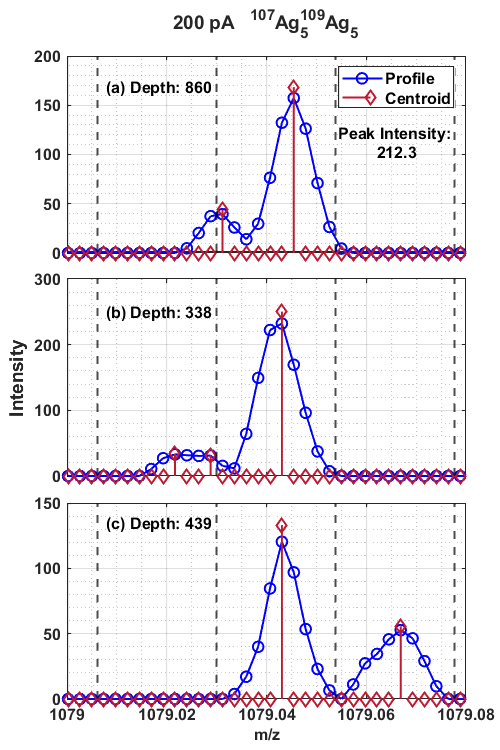 200 pA ¹⁰⁷Ag₅¹⁰⁹Ag₅
200
150
100
50
0
(a) Depth: 860
Profile
Centroid
Peak Intensity:
212.3
300
200
100
0
(b) Depth: 338
Intensity
150
100
50
0
(c) Depth: 439
1079
1079.02
1079.04
1079.06
1079.08
m/z